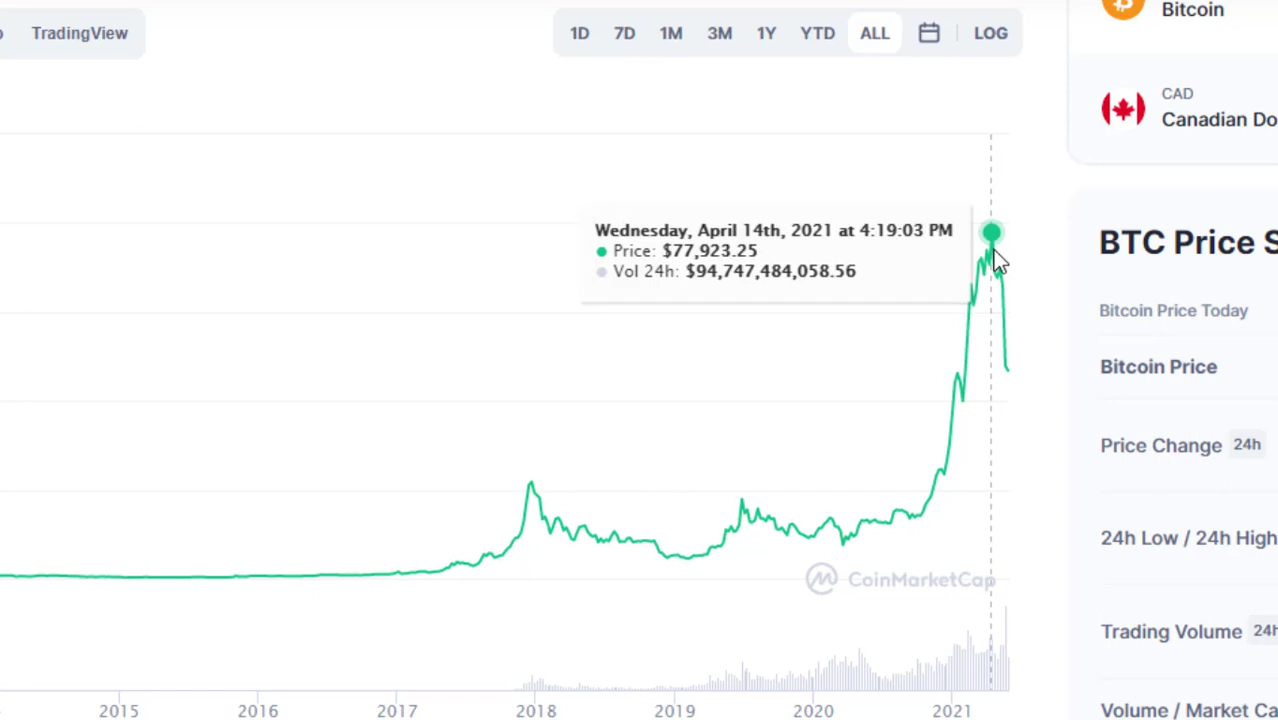 TradingView
1D 7D 1M 3M 1Y YTD ALL LOG
Bitcoin
CAD
Canadian Do
Wednesday, April 14th, 2021 at 4:19:03 PM
Price: $77,923.25
Vol 24h: $94,747,484,058.56
BTC Price S
Bitcoin Price Today
Bitcoin Price
Price Change 24h
24h Low / 24h High
CoinMarketCap
Trading Volume 24h
Volume / Market Ca
2015 2016 2017 2018 2019 2020 2021